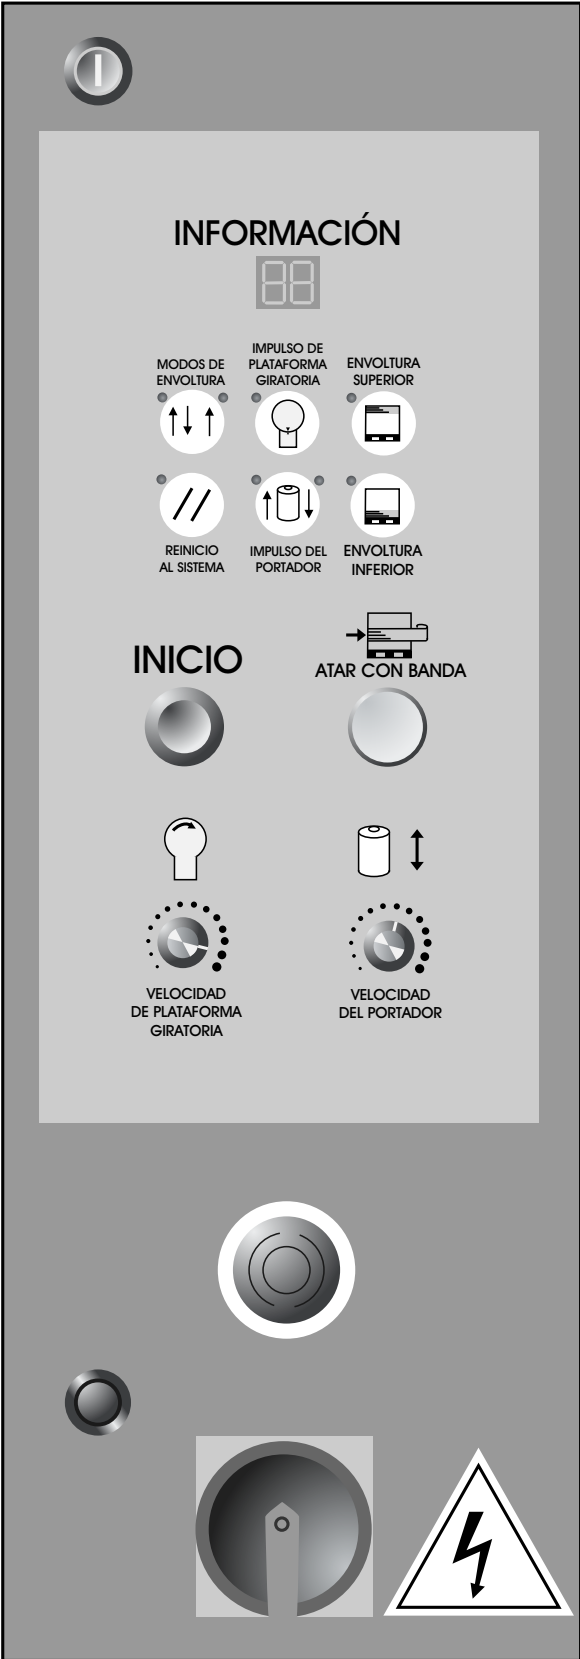 INFORMACIÓN
88
MODOS DE
ENVOLTURA
IMPULSO DE
PLATAFORMA
GIRATORIA
ENVOLTURA
SUPERIOR
REINICIO
AL SISTEMA
IMPULSO DEL
PORTADOR
ENVOLTURA
INFERIOR
INICIO
ATAR CON BANDA
VELOCIDAD
DE PLATAFORMA
GIRATORIA
VELOCIDAD
DEL PORTADOR